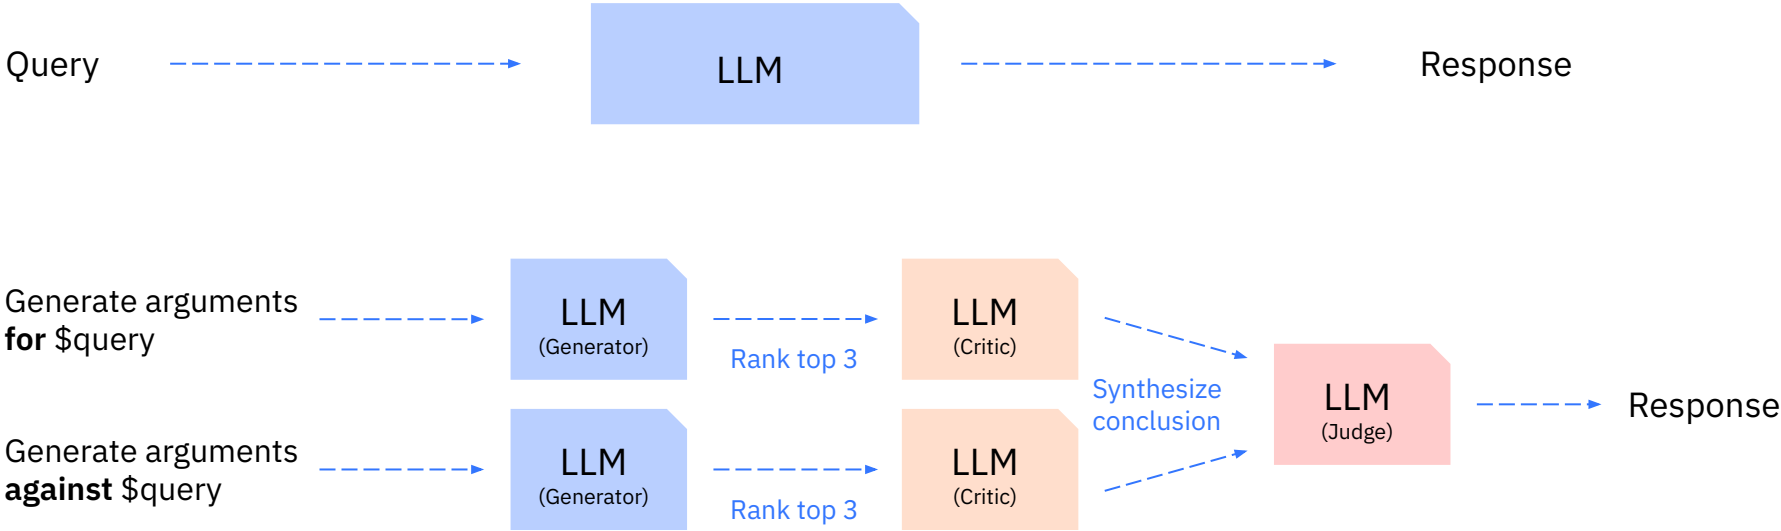 Query
LLM
Response
Generate arguments
for $query
LLM
(Generator)
Rank top 3
LLM
(Critic)
Generate arguments
against $query
LLM
(Generator)
Rank top 3
LLM
(Critic)
Synthesize
conclusion
LLM
(Judge)
Response